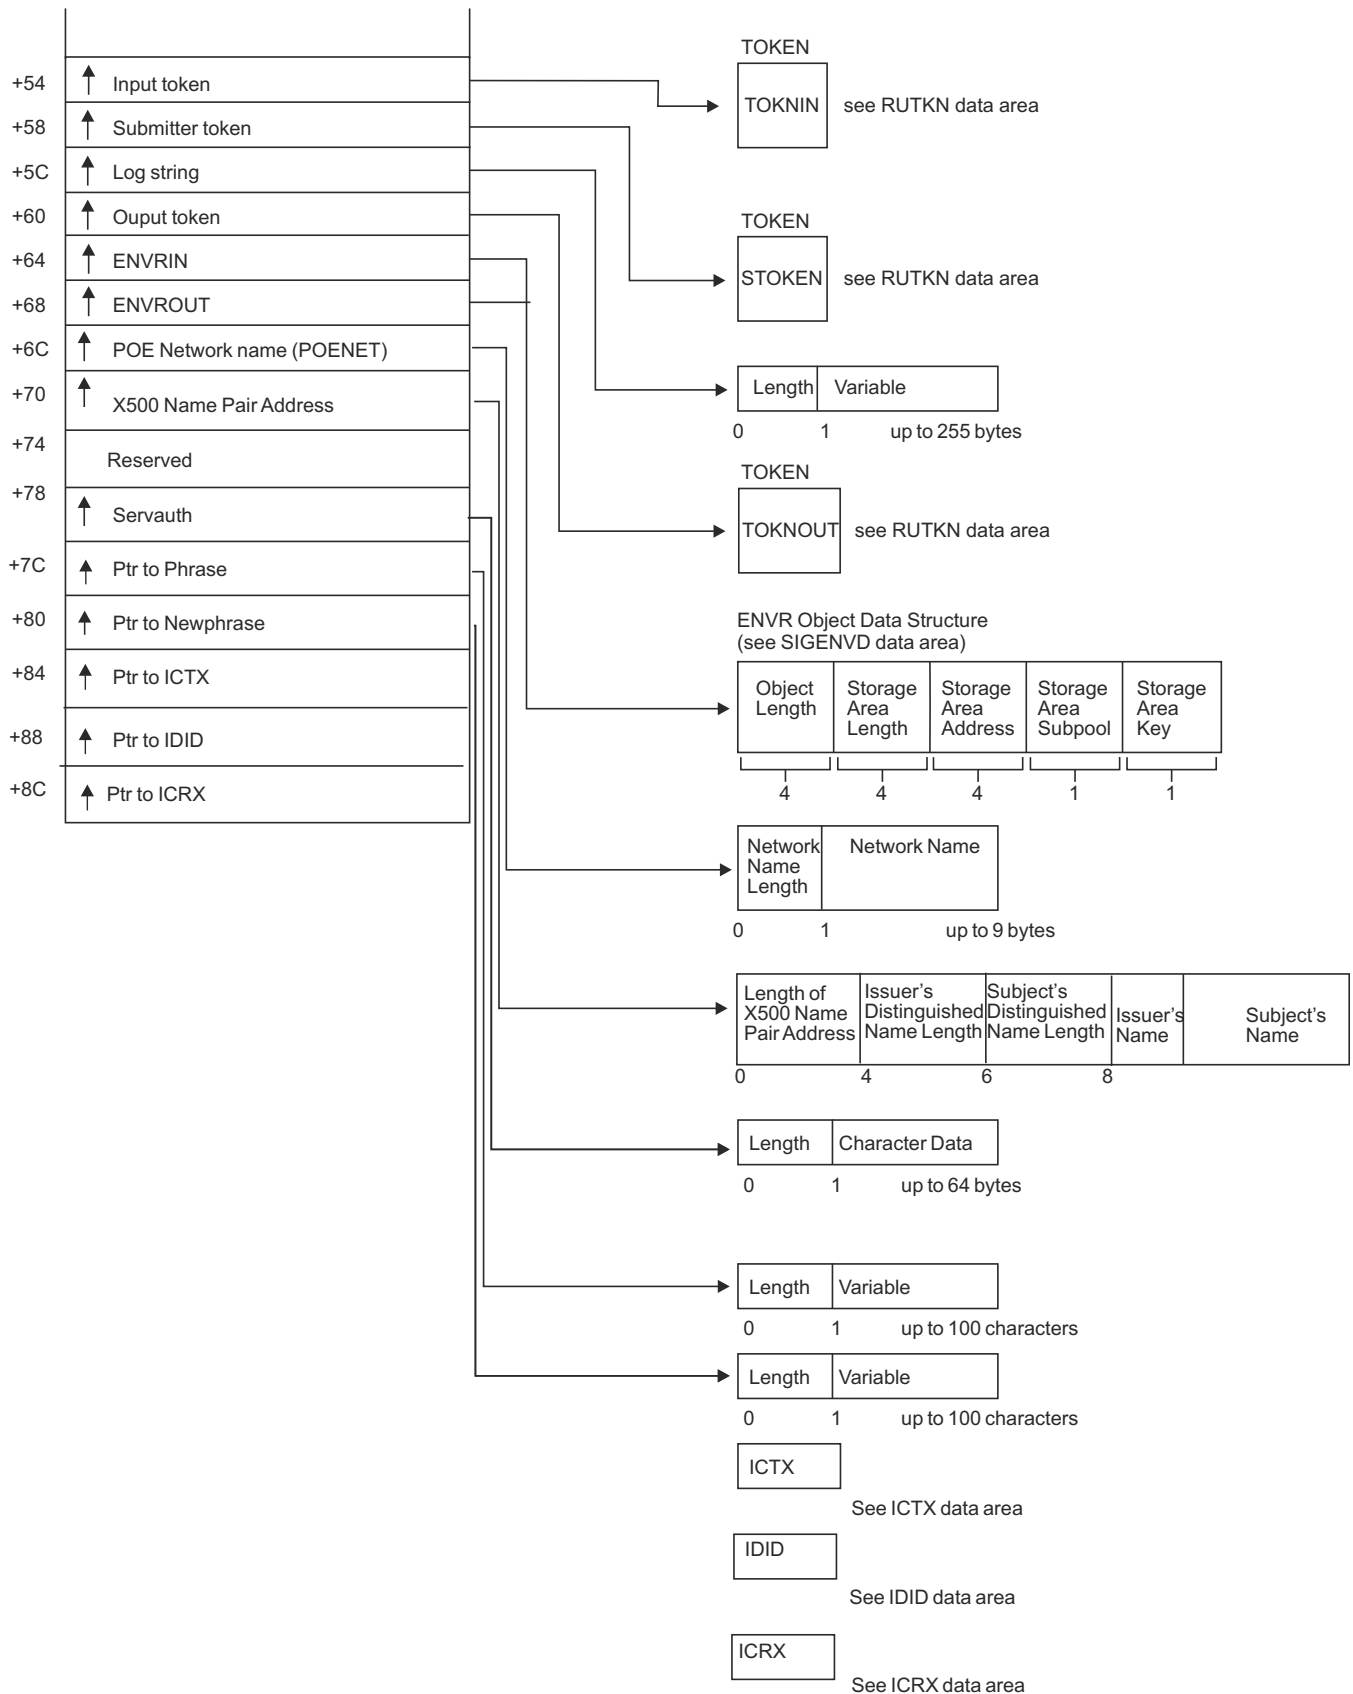 +54 Input token
+58 Submitter token
+5C Log string
+60 Ouput token
+64 ENVRIN
+68 ENVROUT
+6C POE Network name (POENET)
+70 X500 Name Pair Address
+74 Reserved
+78 Servauth
+7C Ptr to Phrase
+80 Ptr to Newphrase
+84 Ptr to ICTX
+88 Ptr to IDID
+8C Ptr to ICRX
TOKEN
TOKNIN see RUTKN data area
TOKEN
STOKEN see RUTKN data area
Length Variable
0 1 up to 255 bytes
TOKEN
TOKNOUT see RUTKN data area
ENVR Object Data Structure
(see SIGENVD data area)
Object Storage Storage Storage Storage
Length Area Area Area Area
Length Address Subpool Key
4 4 4 1 1
Network Network Name
Name
Length
0 1 up to 9 bytes
Length of Issuer's Subject's
X500 Name Distinguished Distinguished Issuer's Subject's
Pair Address Name Length Name Length Name Name
0 4 6 8
Length Character Data
0 1 up to 64 bytes
Length Variable
0 1 up to 100 characters
Length Variable
0 1 up to 100 characters
ICTX
See ICTX data area
IDID
See IDID data area
ICRX
See ICRX data area